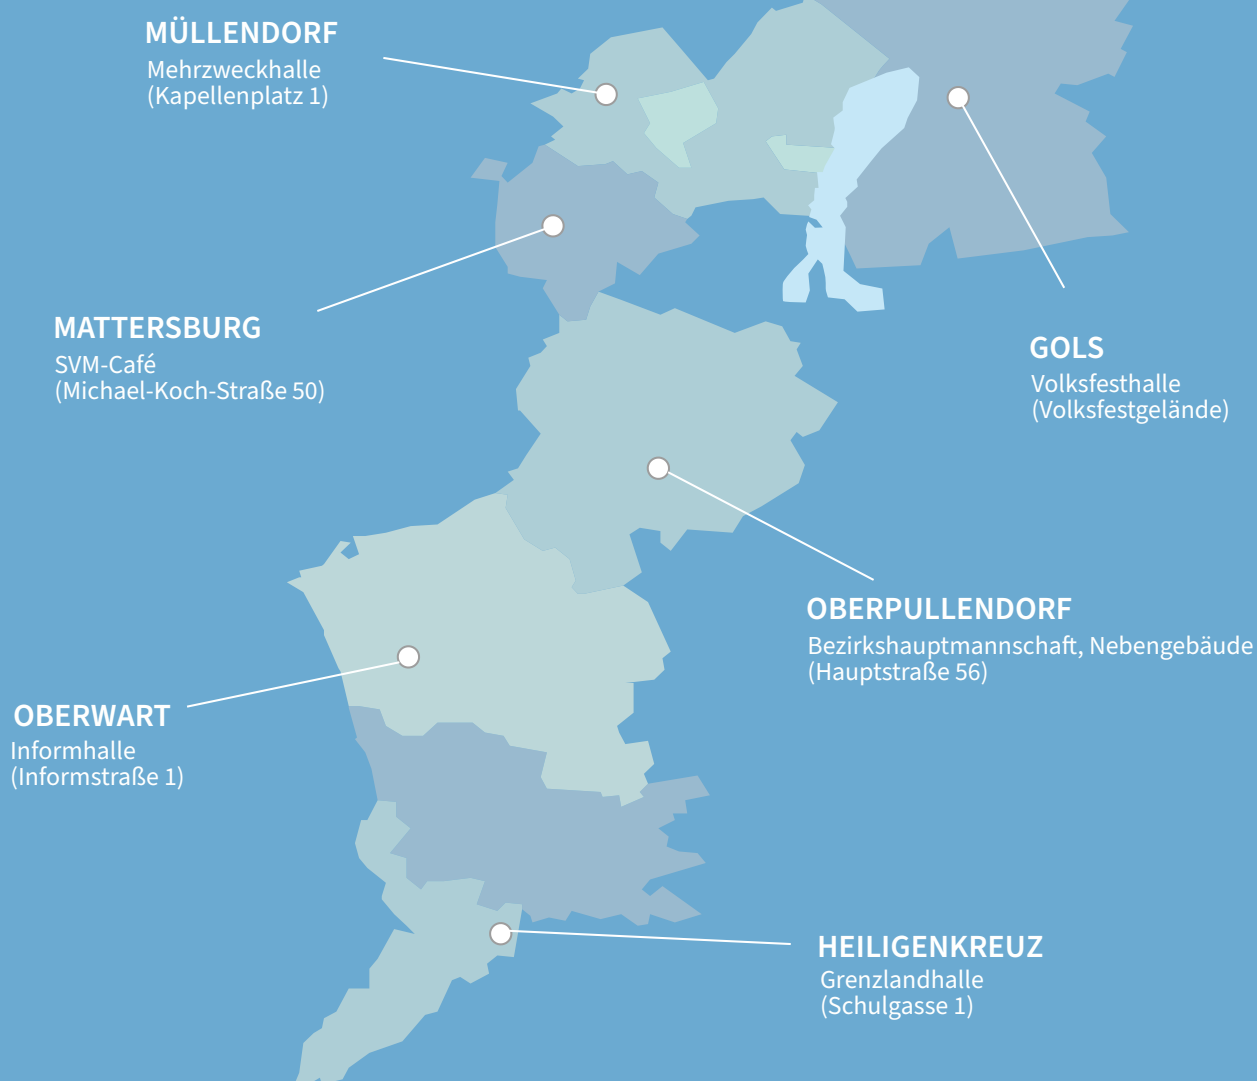 MÜLLENDORF
Mehrzweckhalle
(Kapellenplatz 1)
MATTERSBURG
SVM-Café
(Michael-Koch-Straße 50)
GOLS
Volksfesthalle
(Volksfestgelände)
OBERPULLENDORF
Bezirkshauptmannschaft, Nebengebäude
(Hauptstraße 56)
OBERWART
Informhalle
(Informstraße 1)
HEILIGENKREUZ
Grenzlandhalle
(Schulgasse 1)